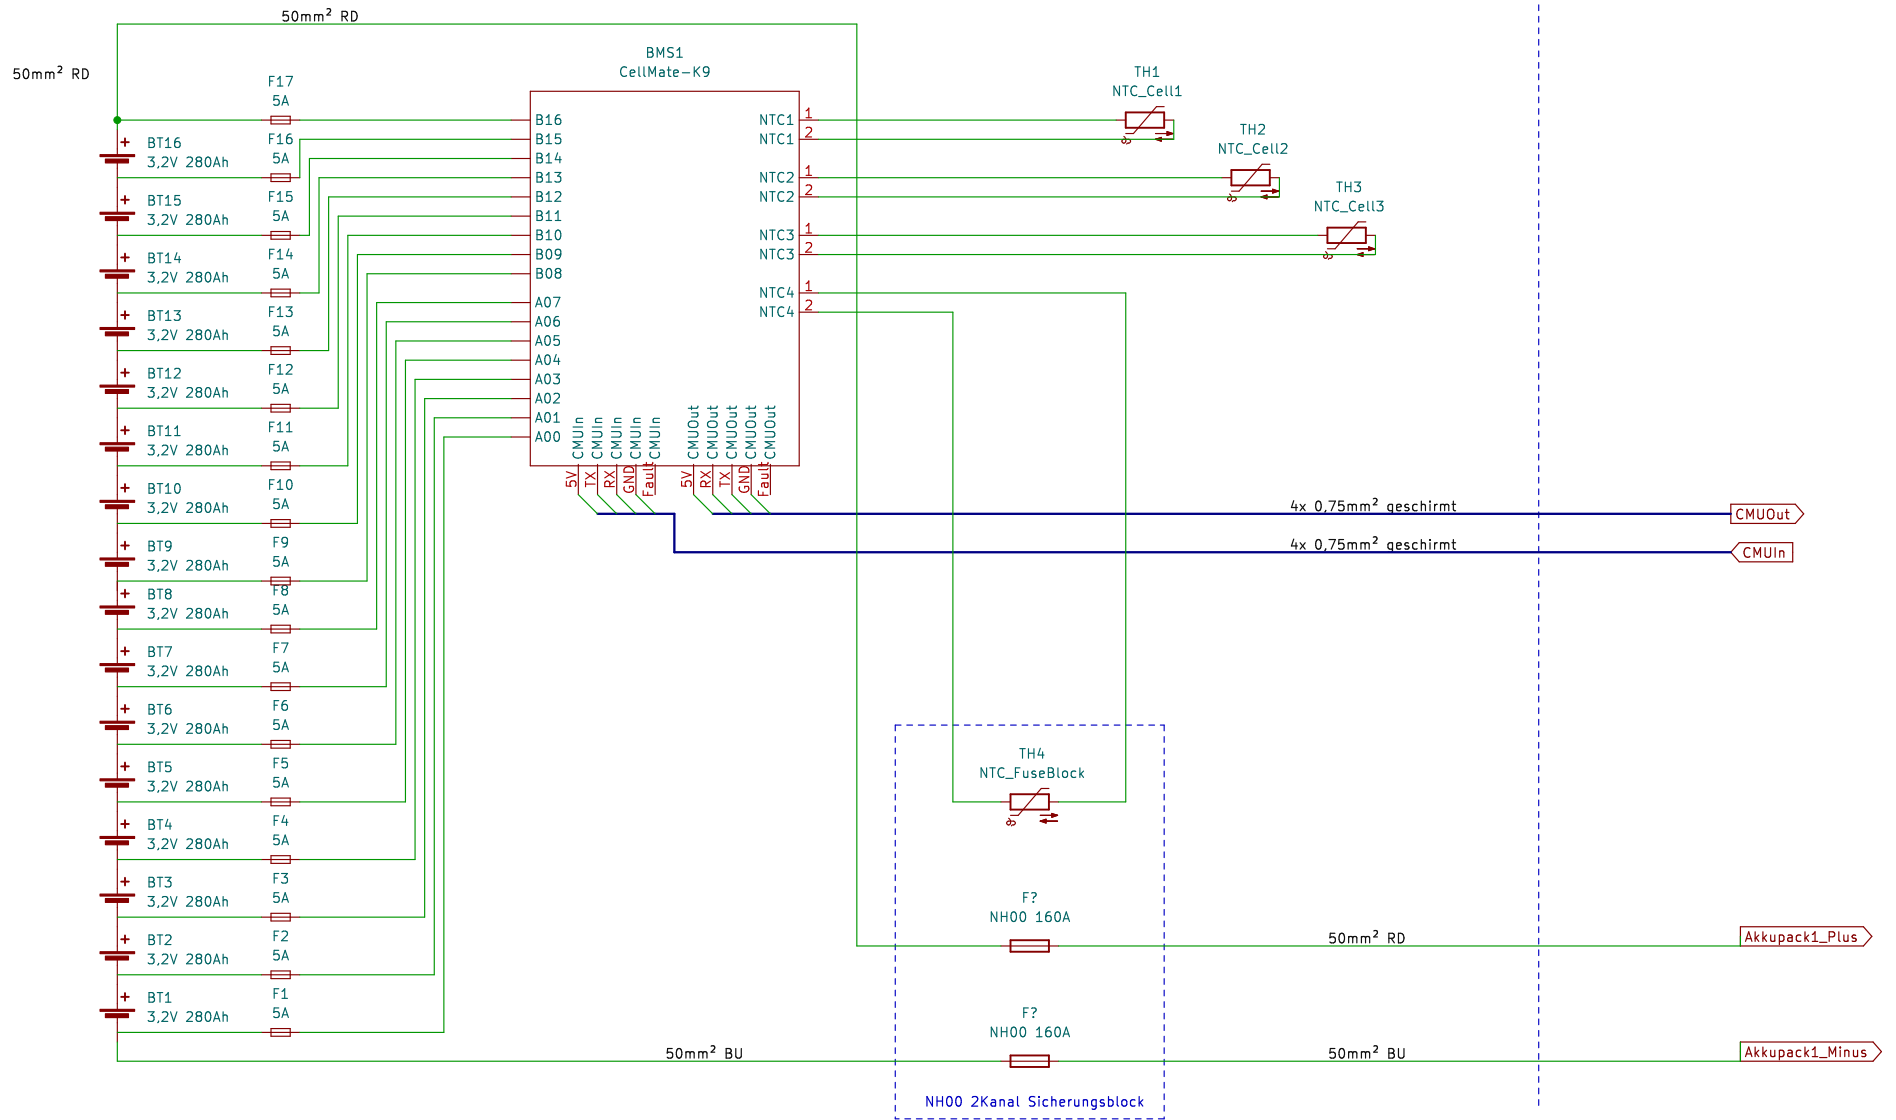 50mm² RD
50mm² RD
BMS1
CellMate-K9
F17
5A
F16
5A
F15
5A
F14
5A
F13
5A
F12
5A
F11
5A
F10
5A
F9
5A
F8
5A
F7
5A
F6
5A
F5
5A
F4
5A
F3
5A
F2
5A
F1
5A
+ BT16
3,2V 280Ah
+ BT15
3,2V 280Ah
+ BT14
3,2V 280Ah
+ BT13
3,2V 280Ah
+ BT12
3,2V 280Ah
+ BT11
3,2V 280Ah
+ BT10
3,2V 280Ah
+ BT9
3,2V 280Ah
+ BT8
3,2V 280Ah
+ BT7
3,2V 280Ah
+ BT6
3,2V 280Ah
+ BT5
3,2V 280Ah
+ BT4
3,2V 280Ah
+ BT3
3,2V 280Ah
+ BT2
3,2V 280Ah
+ BT1
3,2V 280Ah
B16
B15
B14
B13
B12
B11
B10
B09
B08
A07
A06
A05
A04
A03
A02
A01
A00
NTC1 1
NTC1 2
NTC2 1
NTC2 2
NTC3 1
NTC3 2
NTC4 1
NTC4 2
CMUIn 5V
CMUIn TX
CMUIn RX
CMUIn GND
CMUIn Fault
CMUOut 5V
CMUOut RX
CMUOut TX
CMUOut GND
CMUOut Fault
TH1
NTC_Cell1
TH2
NTC_Cell2
TH3
NTC_Cell3
4x 0,75mm² geschirmt
CMUOut
4x 0,75mm² geschirmt
CMUIn
TH4
NTC_FuseBlock
F?
NH00 160A
50mm² RD
Akkupack1_Plus
F?
NH00 160A
50mm² BU
50mm² BU
Akkupack1_Minus
NH00 2Kanal Sicherungsblock